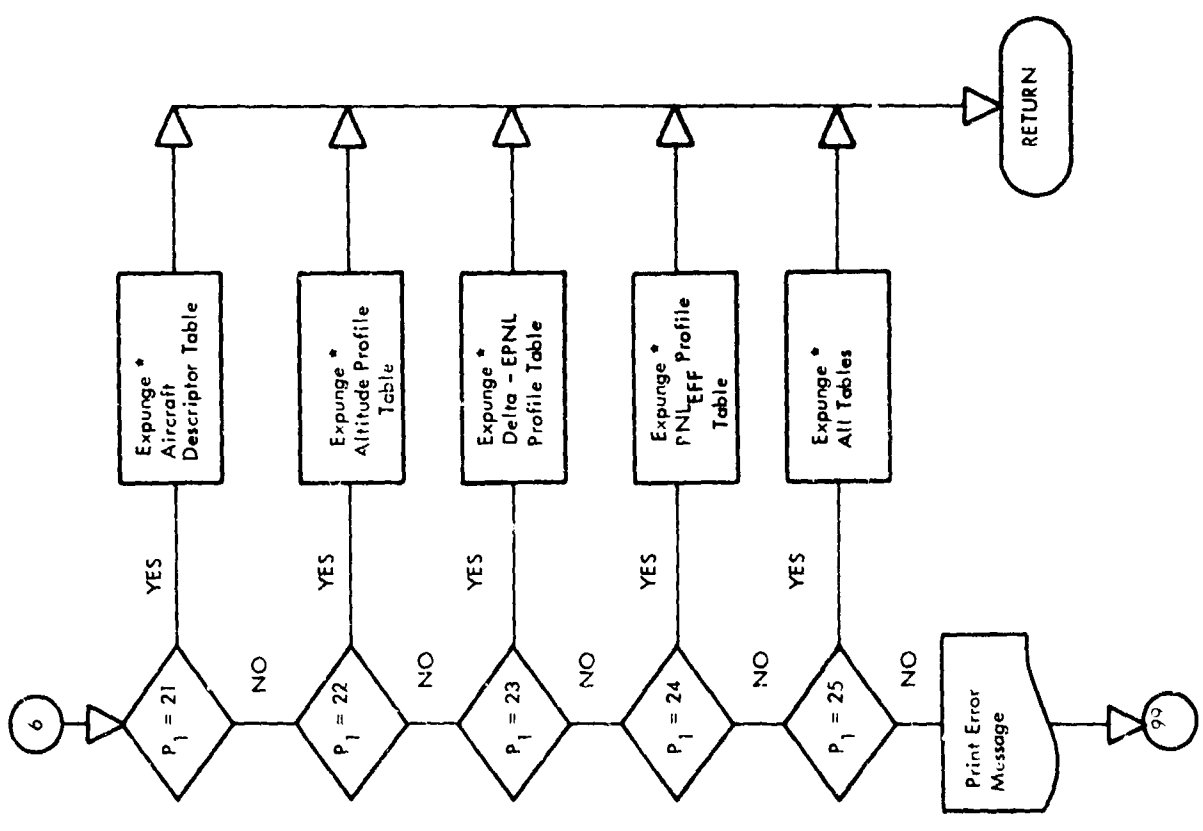 6
P1 = 21
YES
NO
Expunge *
Aircraft
Descriptor Table
P1 = 22
YES
NO
Expunge *
Altitude Profile
Table
P1 = 23
YES
NO
Expunge *
Delta - EPNL
Profile Table
P1 = 24
YES
NO
Expunge *
PNLEFF Profile
Table
P1 = 25
YES
NO
Expunge *
All Tables
Print Error
Message
99
RETURN